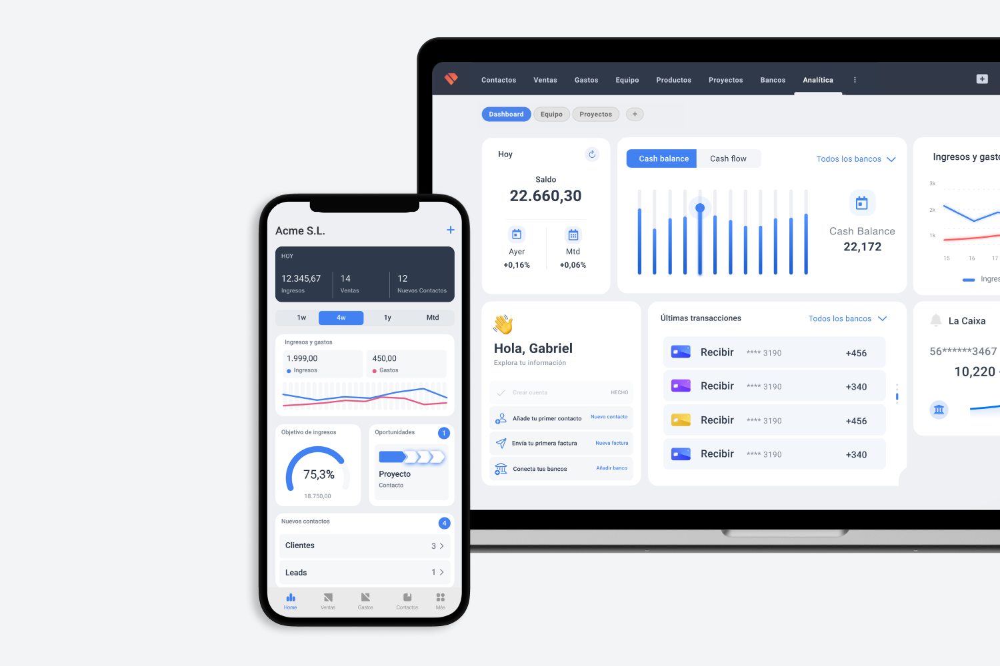 Contactos
Ventas
Gastos
Equipo
Productos
Proyectos
Bancos
Analítica
Dashboard
Equipo
Proyectos
+
Hoy
Saldo
22.660,30
Ayer
+0,16%
Mtd
+0,06%
Cash balance
Cash flow
Todos los bancos
Cash Balance
22,172
Ingresos y gasto
3k
2k
1k
15
16
17
Ingres
Hola, Gabriel
Explora tu información
Crear cuenta
HECHO
Añade tu primer contacto
Nuevo contacto
Envía tu primera factura
Nueva factura
Conecta tus bancos
Añadir banco
Últimas transacciones
Todos los bancos
Recibir **** 3190 +456
Recibir **** 3190 +340
Recibir **** 3190 +456
Recibir **** 3190 +340
La Caixa
56******3467
10,220
Acme S.L.
+
HOY
12.345,67
Ingresos
14
Ventas
12
Nuevos Contactos
1w
4w
1y
Mtd
Ingresos y gastos
1.999,00
Ingresos
450,00
Gastos
Objetivo de ingresos
75,3%
18.750,00
Oportunidades
1
Proyecto
Contacto
Nuevos contactos
4
Clientes
3
Leads
1
Home
Ventas
Gastos
Contactos
Más